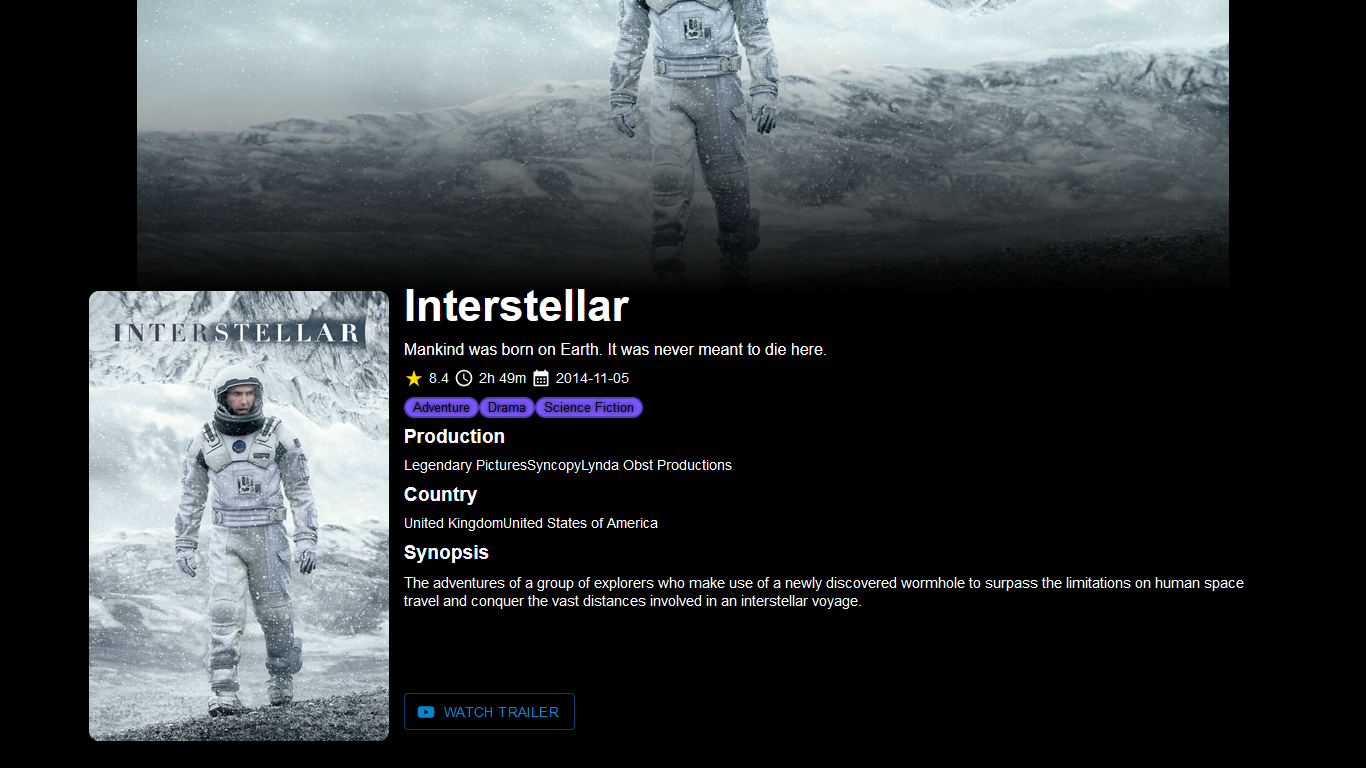 Interstellar
INTERSTELLAR
Mankind was born on Earth. It was never meant to die here.
8.4 2h 49m 2014-11-05
Adventure Drama Science Fiction
Production
Legendary PicturesSyncopyLynda Obst Productions
Country
United KingdomUnited States of America
Synopsis
The adventures of a group of explorers who make use of a newly discovered wormhole to surpass the limitations on human space
travel and conquer the vast distances involved in an interstellar voyage.
WATCH TRAILER